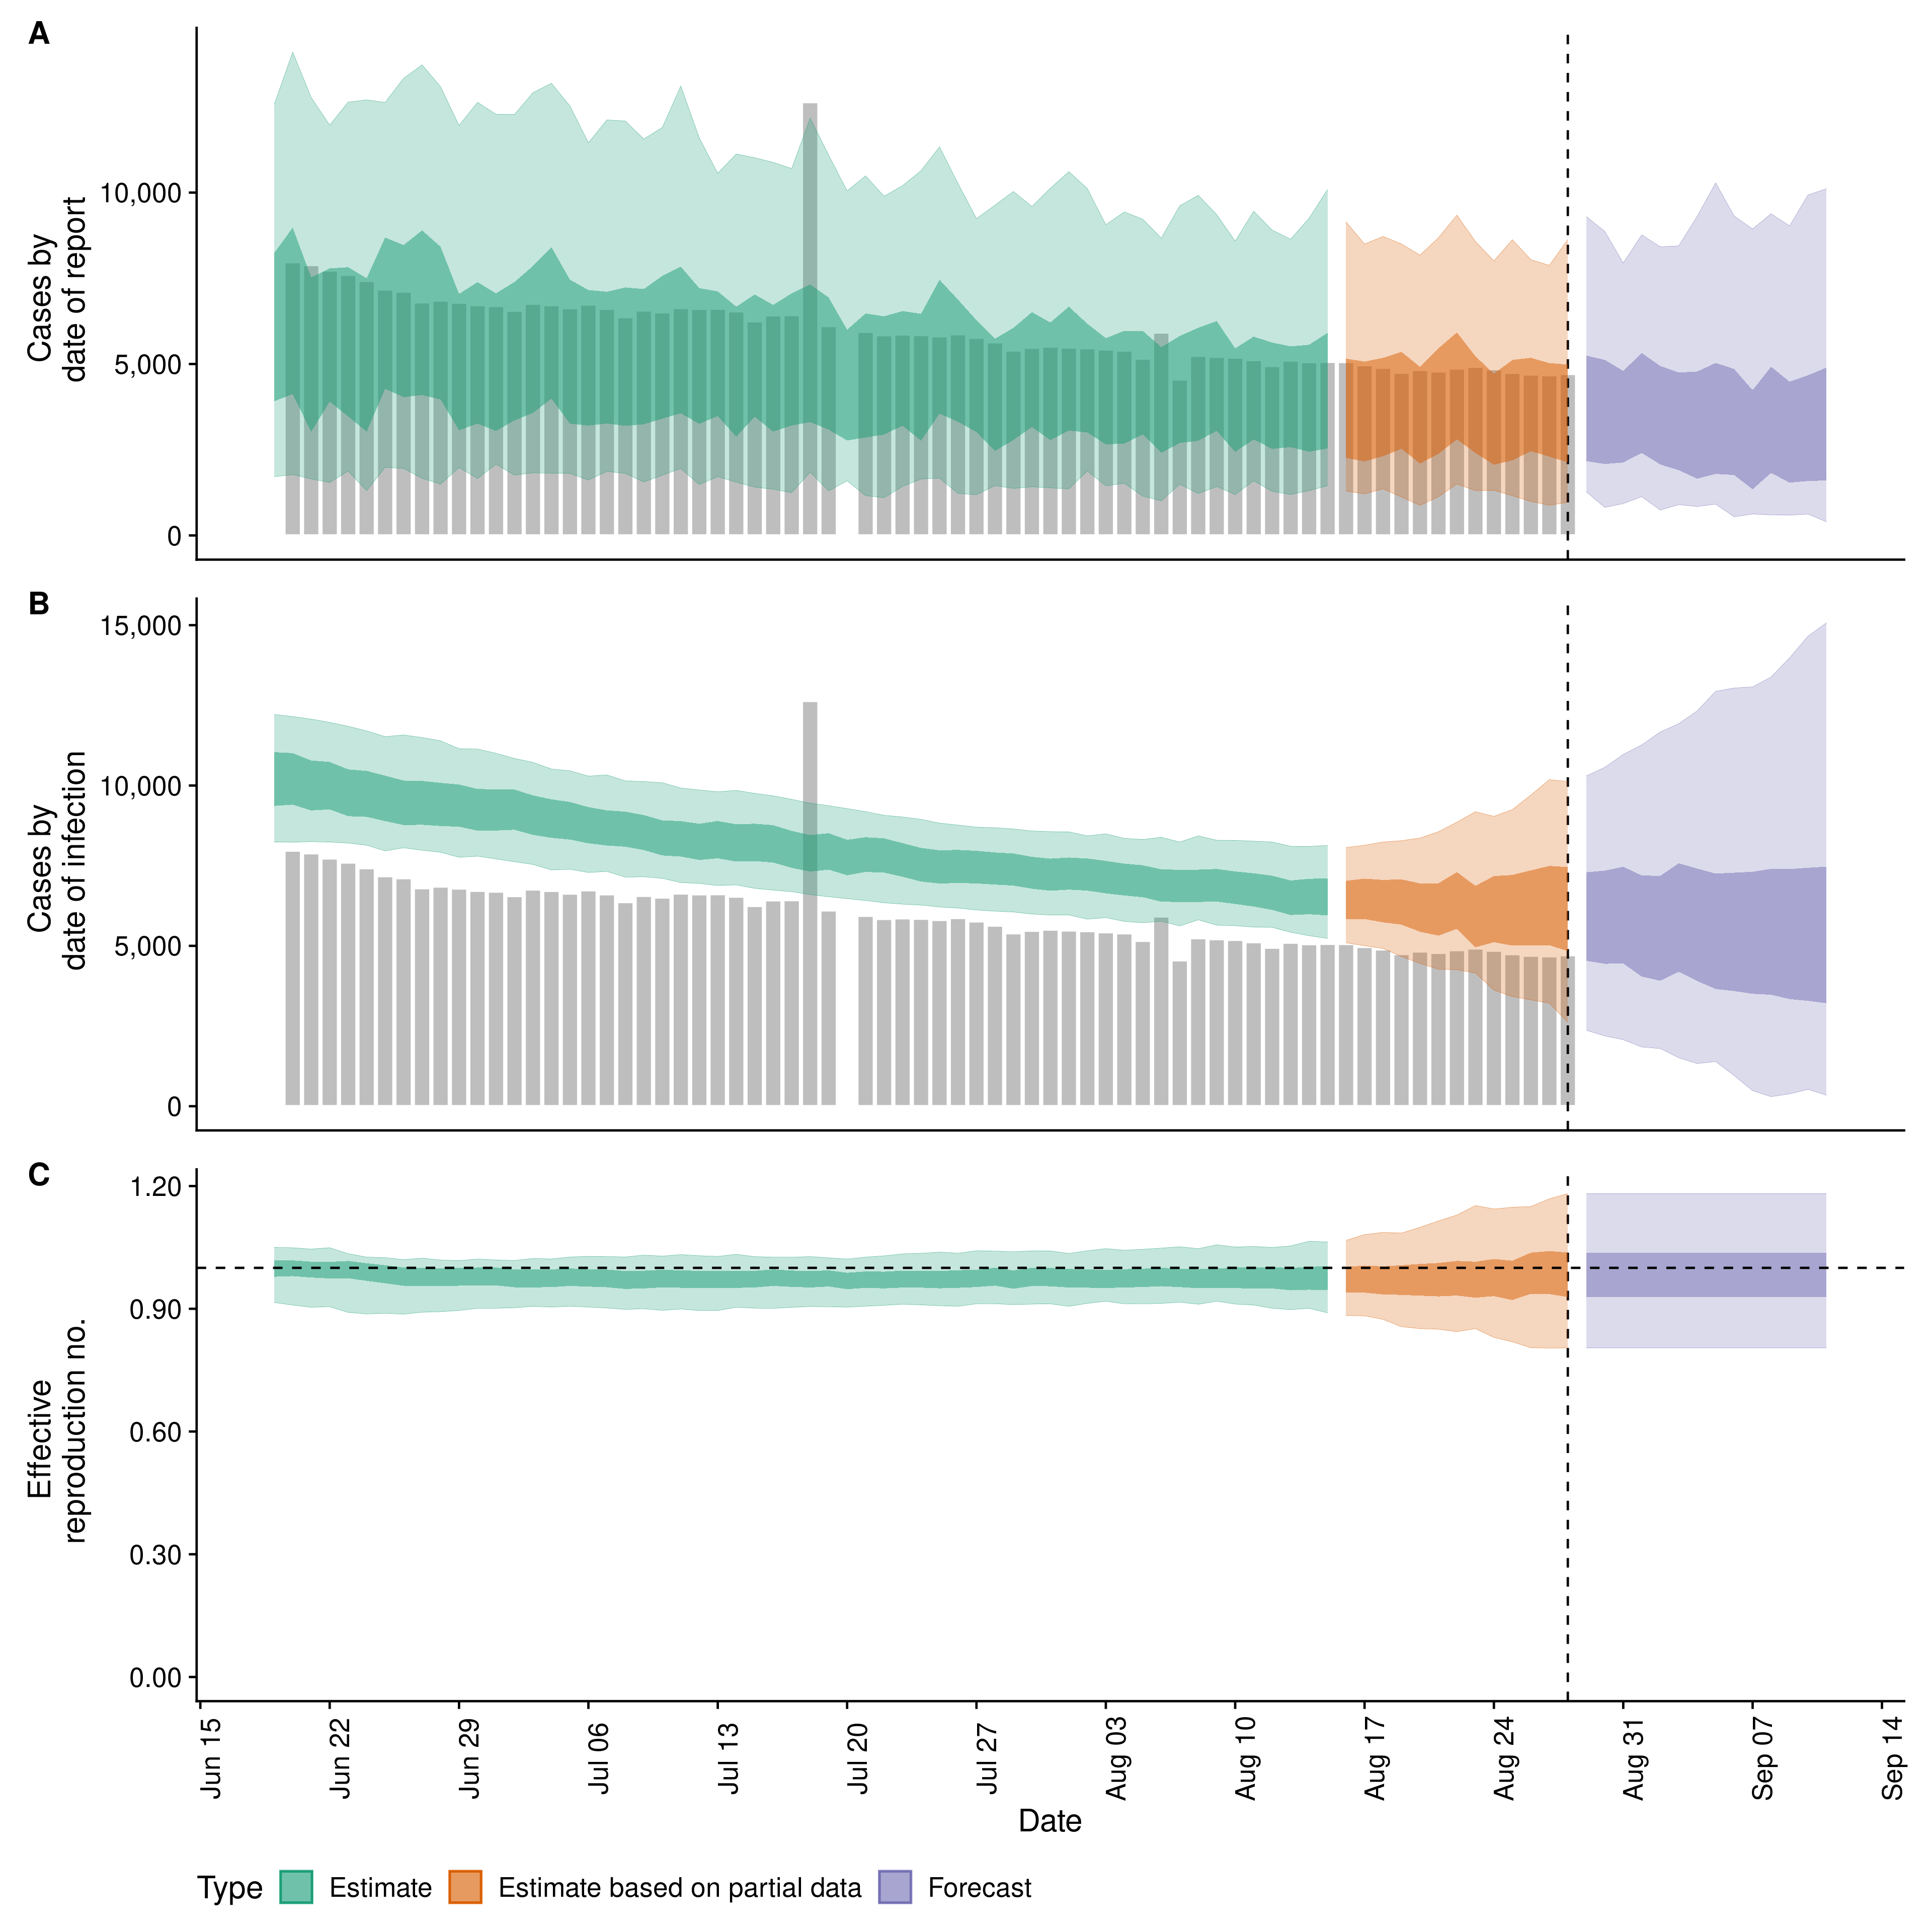 A
Cases by
date of report
10,000
5,000
0
B
Cases by
date of infection
15,000
10,000
5,000
0
C
Effective
reproduction no.
1.20
0.90
0.60
0.30
0.00
Jun 15
Jun 22
Jun 29
Jul 06
Jul 13
Jul 20
Jul 27
Aug 03
Aug 10
Aug 17
Aug 24
Aug 31
Sep 07
Sep 14
Date
Type Estimate Estimate based on partial data Forecast